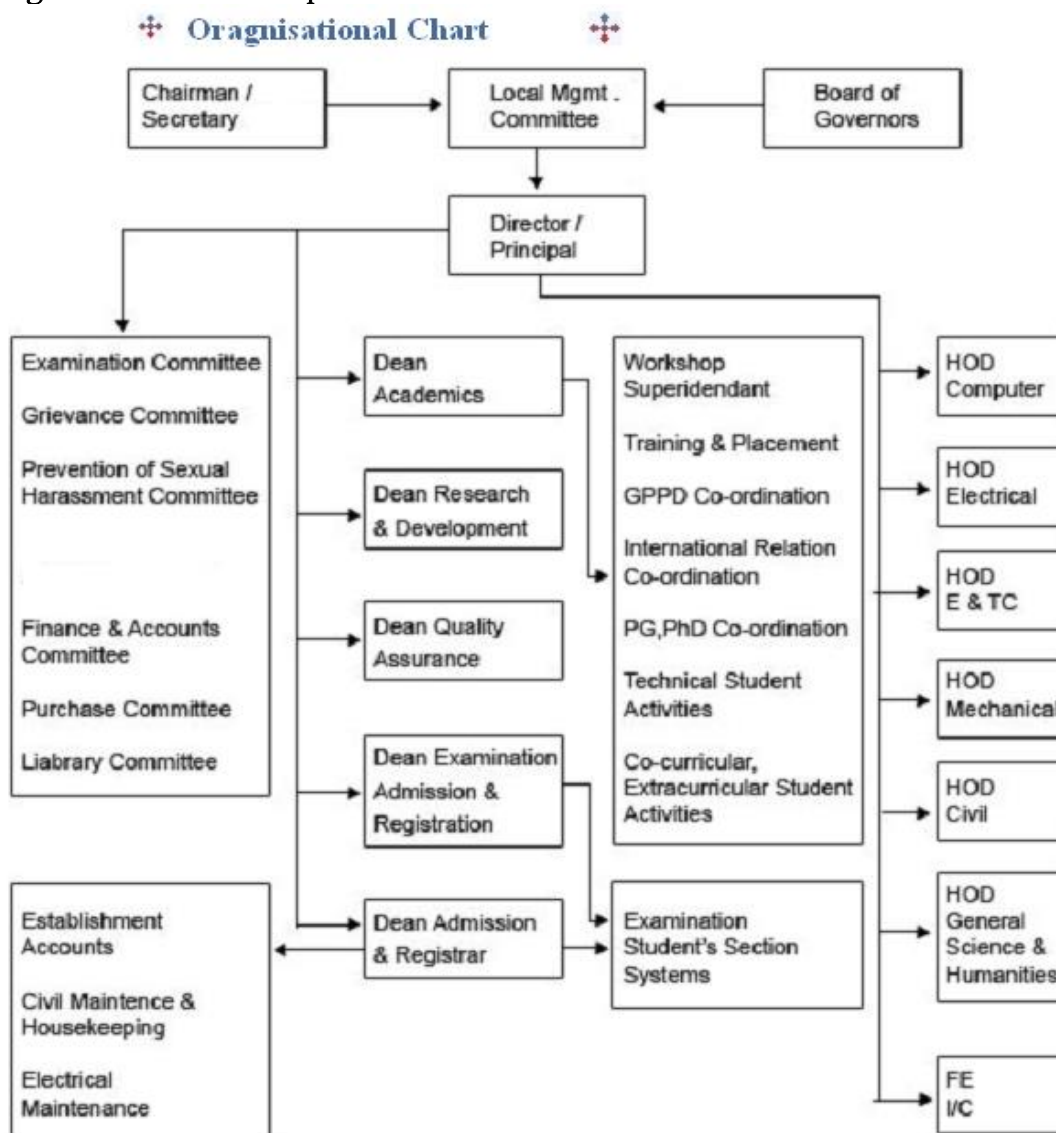 Oragnisational Chart
Chairman /
Secretary
Local Mgmt .
Committee
Board of
Governors
Director /
Principal
Examination Committee
Grievance Committee
Prevention of Sexual
Harassment Committee
Finance & Accounts
Committee
Purchase Committee
Liabrary Committee
Dean
Academics
Dean Research
& Development
Dean Quality
Assurance
Dean Examination
Admission &
Registration
Dean Admission
& Registrar
Workshop
Superidendant
Training & Placement
GPPD Co-ordination
International Relation
Co-ordination
PG,PhD Co-ordination
Technical Student
Activities
Co-curricular,
Extracurricular Student
Activities
Examination
Student's Section
Systems
HOD
Computer
HOD
Electrical
HOD
E & TC
HOD
Mechanical
HOD
Civil
HOD
General
Science &
Humanities
FE
I/C
Establishment
Accounts
Civil Maintence &
Housekeeping
Electrical
Maintenance